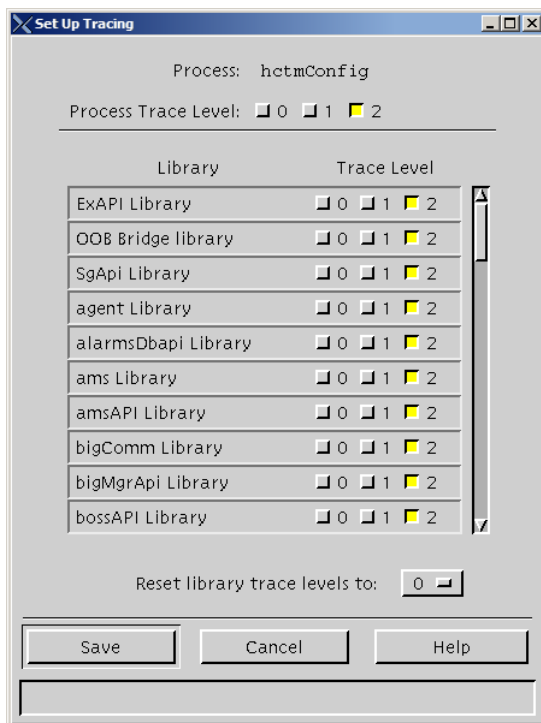 Set Up Tracing
Process: hctmConfig
Process Trace Level: 0 1 2
Library Trace Level
ExAPI Library 0 1 2
OOB Bridge library 0 1 2
SgApi Library 0 1 2
agent Library 0 1 2
alarmsDbapi Library 0 1 2
ams Library 0 1 2
amsAPI Library 0 1 2
bigComm Library 0 1 2
bigMgrApi Library 0 1 2
bossAPI Library 0 1 2
Reset library trace levels to: 0
Save Cancel Help